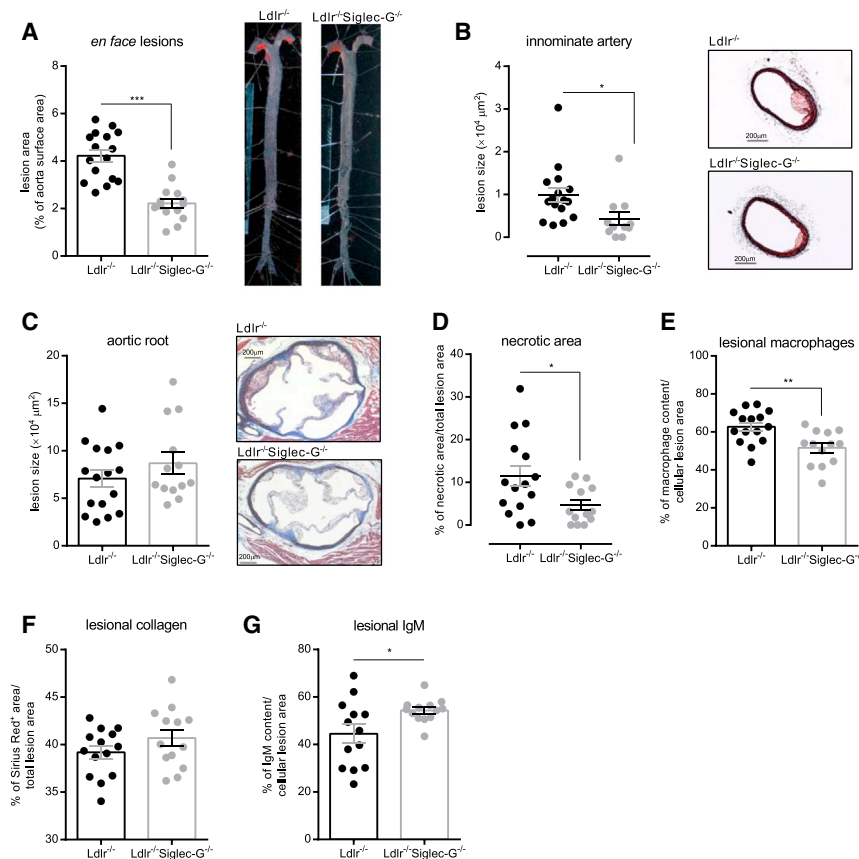 A
en face lesions
***
lesion area
(% of aorta surface area)
8
6
4
2
0
Ldlr-/-
Ldlr-/-Siglec-G-/-
Ldlr-/-
Ldlr-/-Siglec-G-/-
B
innominate artery
*
lesion size (×10⁴ μm²)
4
3
2
1
0
Ldlr-/-
Ldlr-/-Siglec-G-/-
Ldlr-/-
200μm
Ldlr-/-Siglec-G-/-
200μm
C
aortic root
lesion size (×10⁴ μm²)
20
15
10
5
0
Ldlr-/-
Ldlr-/-Siglec-G-/-
Ldlr-/-
200μm
Ldlr-/-Siglec-G-/-
200μm
D
necrotic area
*
% of necrotic area/total lesion area
40
30
20
10
0
Ldlr-/-
Ldlr-/-Siglec-G-/-
E
lesional macrophages
**
% of macrophage content/
cellular lesion area
100
80
60
40
20
0
Ldlr-/-
Ldlr-/-Siglec-G-/-
F
lesional collagen
% of Sirius Red⁺ area/
total lesion area
50
45
40
35
30
Ldlr-/-
Ldlr-/-Siglec-G-/-
G
lesional IgM
*
% of IgM content/
cellular lesion area
80
60
40
20
0
Ldlr-/-
Ldlr-/-Siglec-G-/-